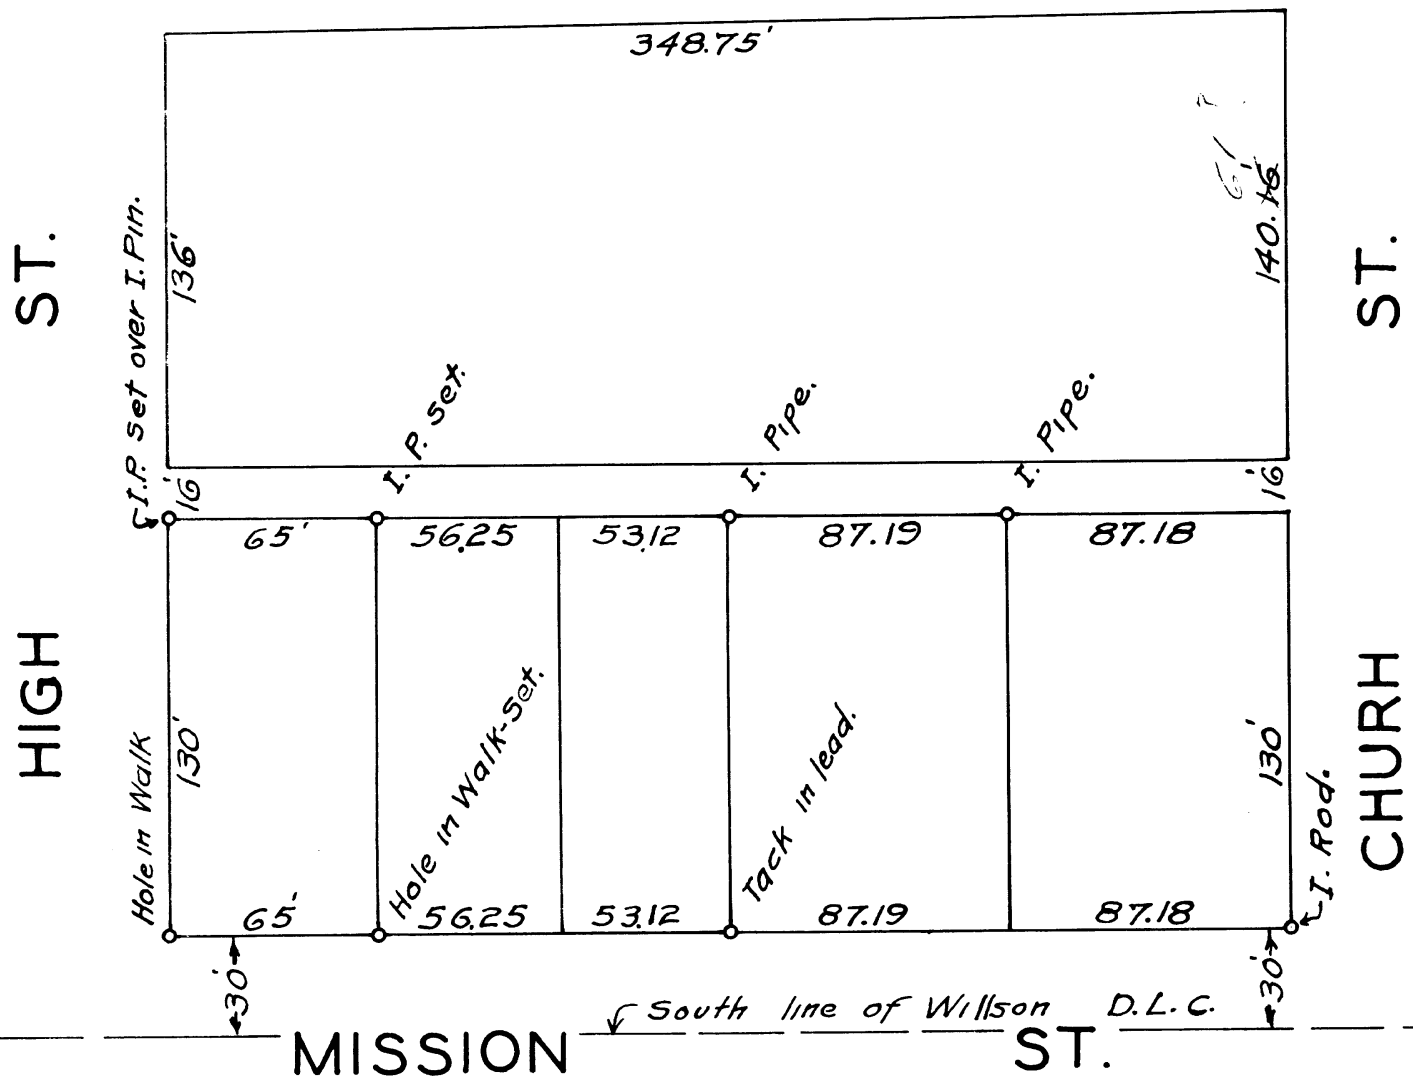 348.75'
ST.
I.P. Set over I. Pin.
136'
140.16'
61
ST.
I. P. Set.
I. Pipe.
I. Pipe.
16'
16'
65' 56.25 53.12 87.19 87.18
HIGH
Hole in Walk
130'
Hole in Walk-Set.
Tack in lead.
130'
I. Rod.
CHURH
65' 56.25 53.12 87.19 87.18
30'
30'
South line of Willson D.L.C.
MISSION ST.